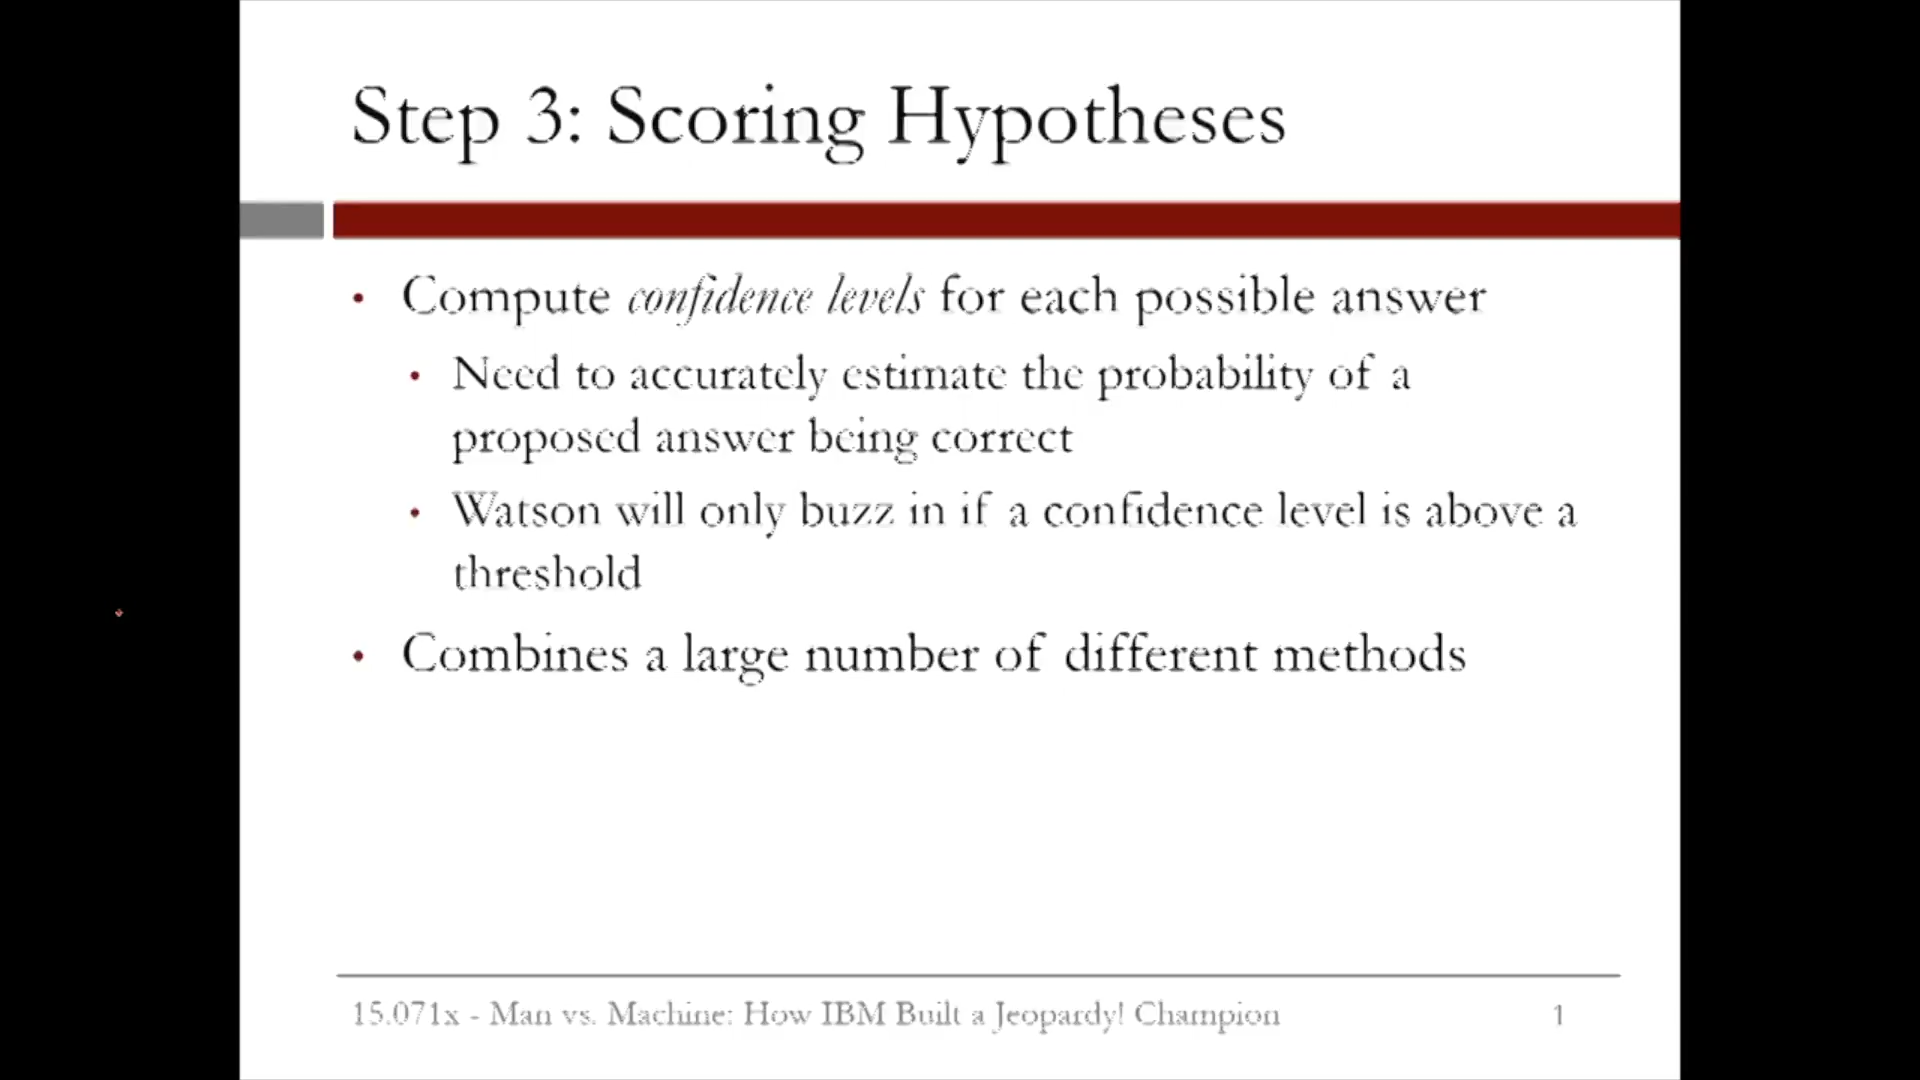 Step 3: Scoring Hypotheses
• Compute confidence levels for each possible answer
• Need to accurately estimate the probability of a
proposed answer being correct
• Watson will only buzz in if a confidence level is above a
threshold
• Combines a large number of different methods
15.071x - Man vs. Machine: How IBM Built a Jeopardy! Champion 1